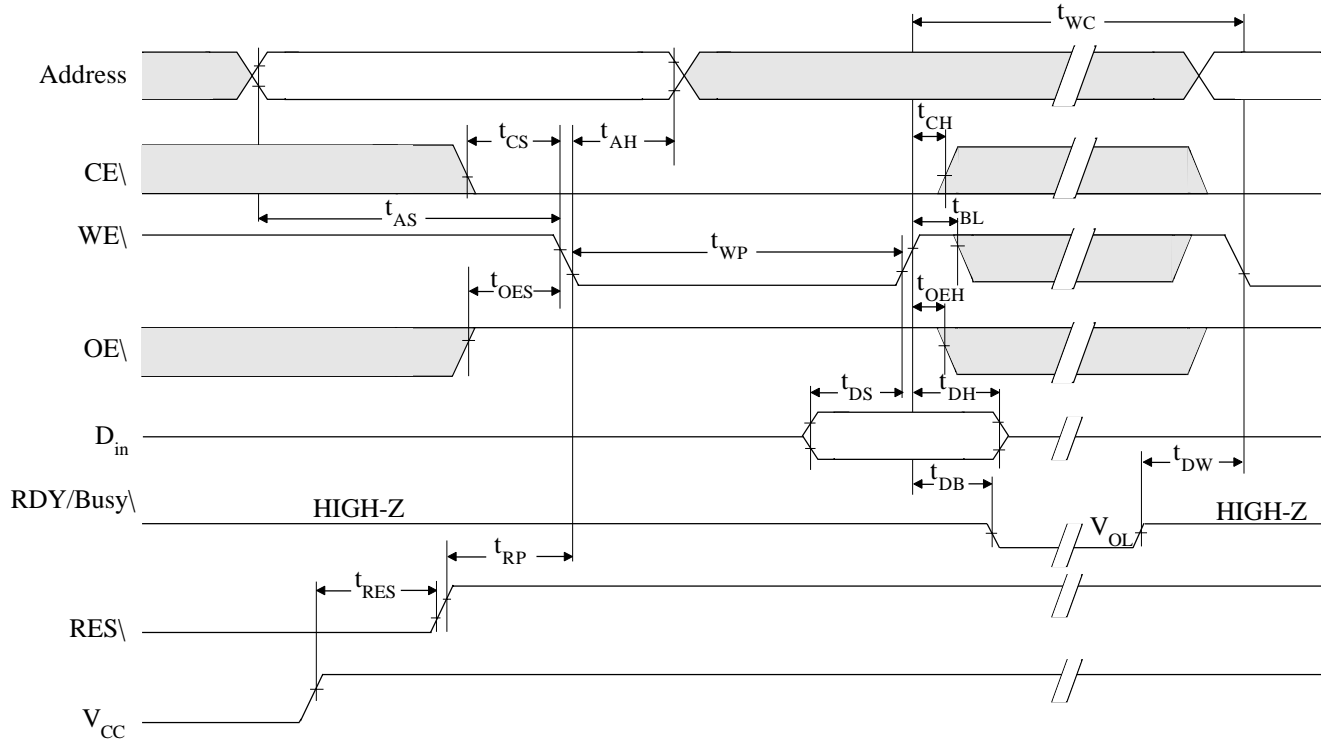 tWC
Address
tCH
tCS
tAH
CE\
tBL
tAS
WE\
tWP
tOES
tOEH
OE\
tDS
tDH
Din
tDW
tDB
RDY/Busy\
HIGH-Z
VOL
HIGH-Z
tRP
tRES
RES\
VCC